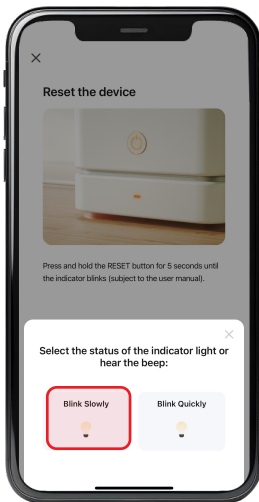 Reset the device
Press and hold the RESET button for 5 seconds until
the indicator blinks (subject to the user manual).
Select the status of the indicator light or
hear the beep:
Blink Slowly
Blink Quickly